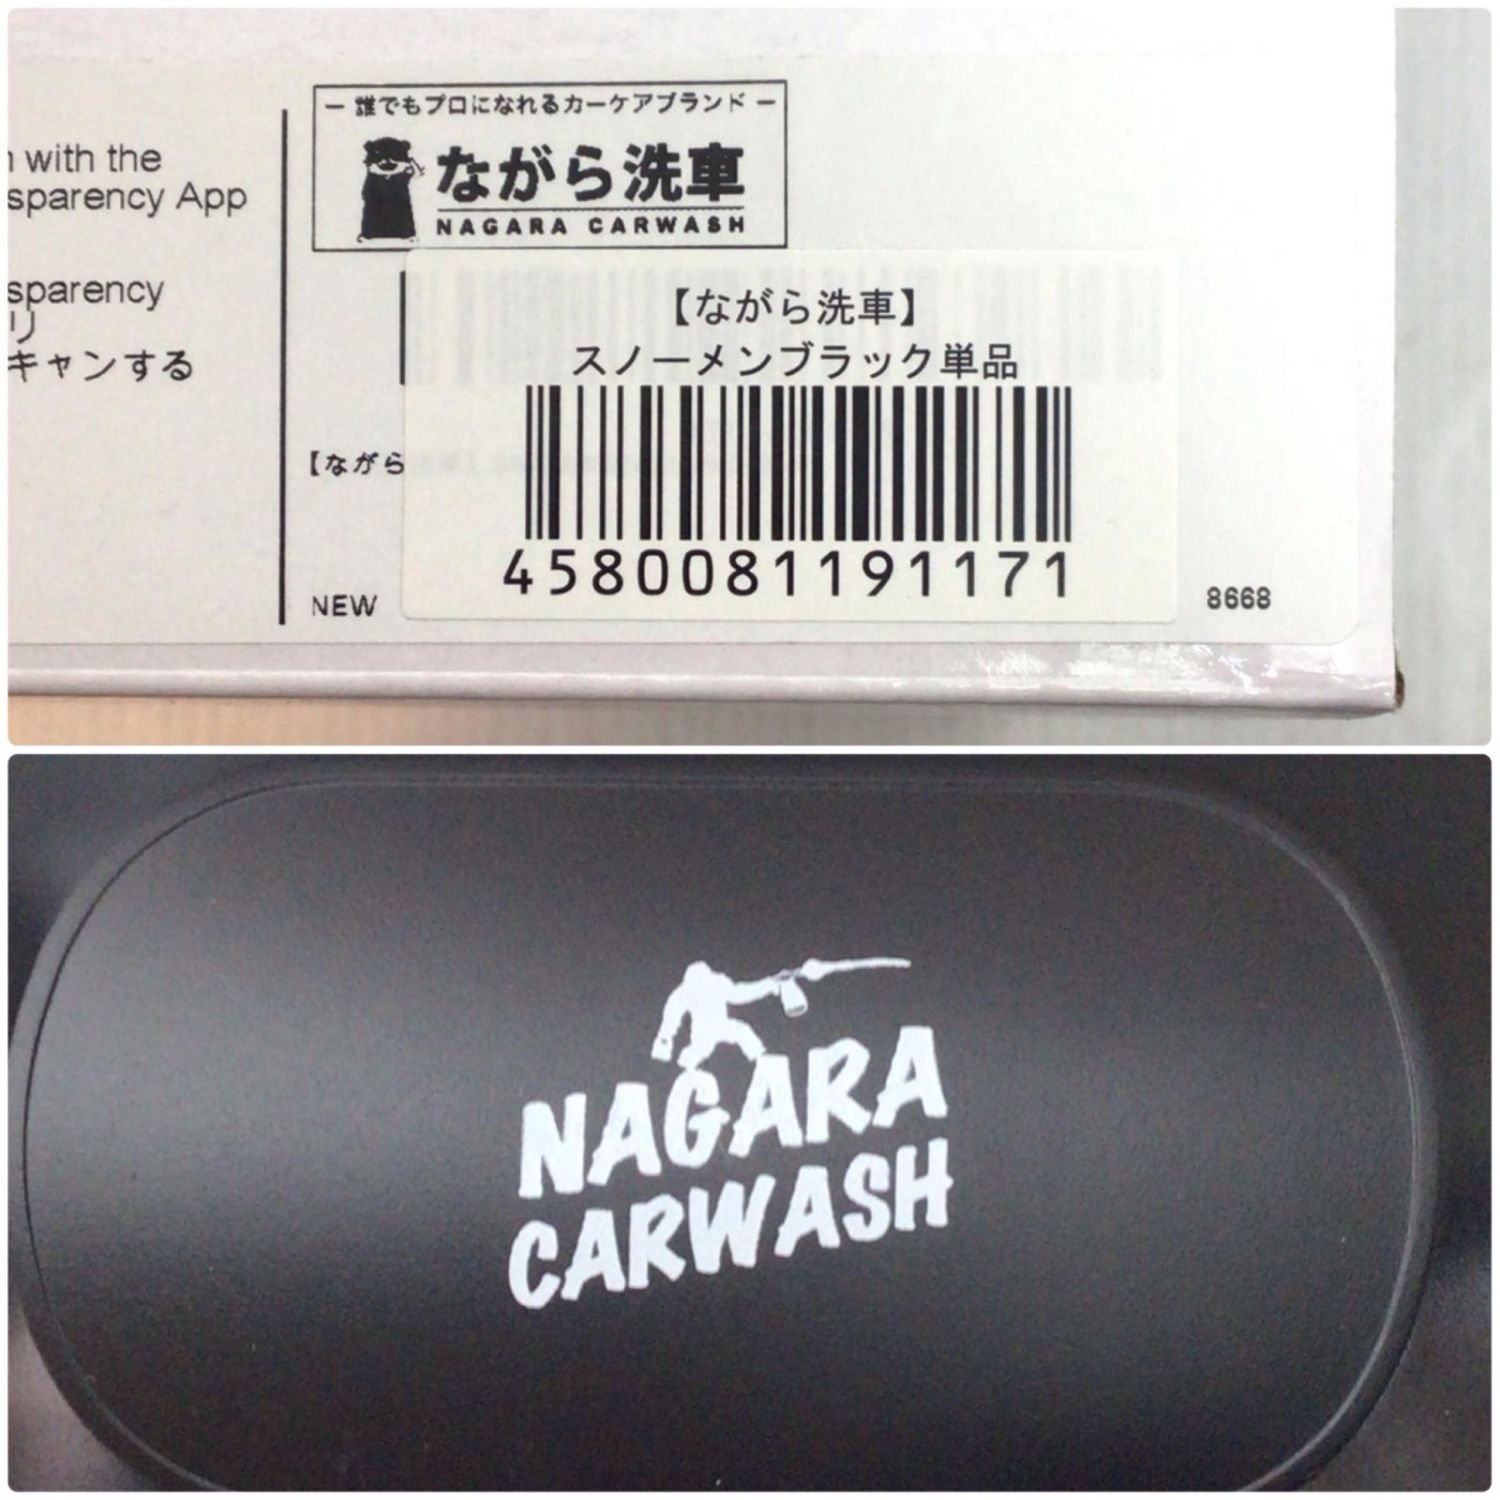 with the
sparency App
sparency
リ
キャンする
— 誰でもプロになれるカーケアブランド —
ながら洗車
NAGARA CARWASH
【ながら洗車】
スノーメンブラック単品
4580081191171
【ながら
NEW
8668
NAGARA
CARWASH